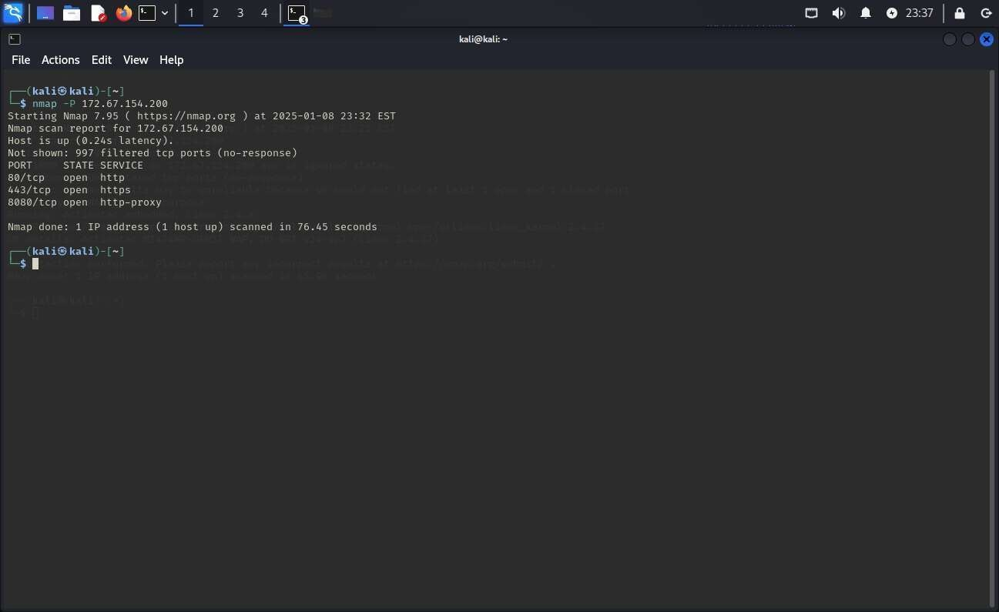 1 2 3 4 3 23:37
kali@kali: ~
File Actions Edit View Help
┌──(kali㉿kali)-[~]
└─$ nmap -P 172.67.154.200
Starting Nmap 7.95 ( https://nmap.org ) at 2025-01-08 23:32 EST
Nmap scan report for 172.67.154.200
Host is up (0.24s latency).
Not shown: 997 filtered tcp ports (no-response)
PORT STATE SERVICE
80/tcp open http
443/tcp open https
8080/tcp open http-proxy
Nmap done: 1 IP address (1 host up) scanned in 76.45 seconds
┌──(kali㉿kali)-[~]
└─$